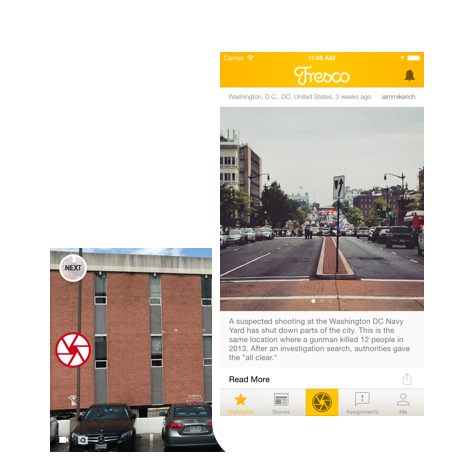 Carrier 11:48 AM
Fresco
Washington, D.C., DC, United States, 3 weeks ago iammikerich
A suspected shooting at the Washington DC Navy
Yard has shut down parts of the city. This is the
same location where a gunman killed 12 people in
2013. After an investigation search, authorities gave
the "all clear."
Read More
Highlights Stories Assignments Me
NEXT